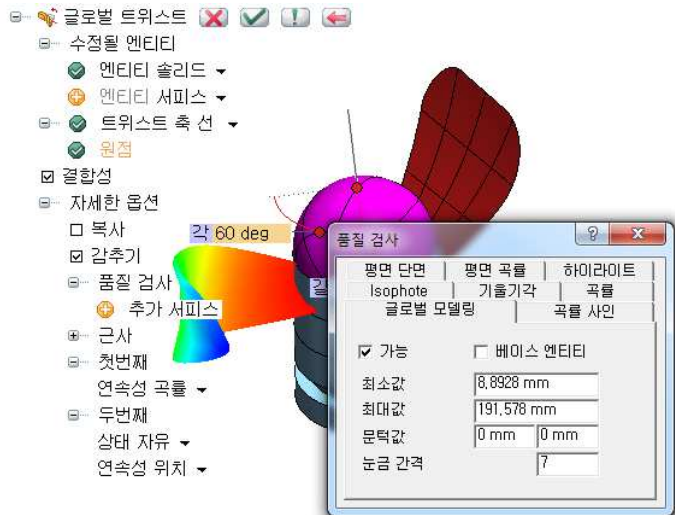 글로벌 트위스트
수정될 엔티티
엔티티 솔리드
엔티티 서피스
트위스트 축 선
원점
결합성
자세한 옵션
복사
감추기
품질 검사
추가 서피스
근사
첫번째
연속성 곡률
두번째
상태 자유
연속성 위치
각 60 deg
길
품질 검사
평면 단면 평면 곡률 하이라이트
Isophote 기울기각 곡률
글로벌 모델링 곡률 사인
가능 베이스 엔티티
최소값 8,8928 mm
최대값 191,578 mm
문턱값 0 mm 0 mm
눈금 간격 7